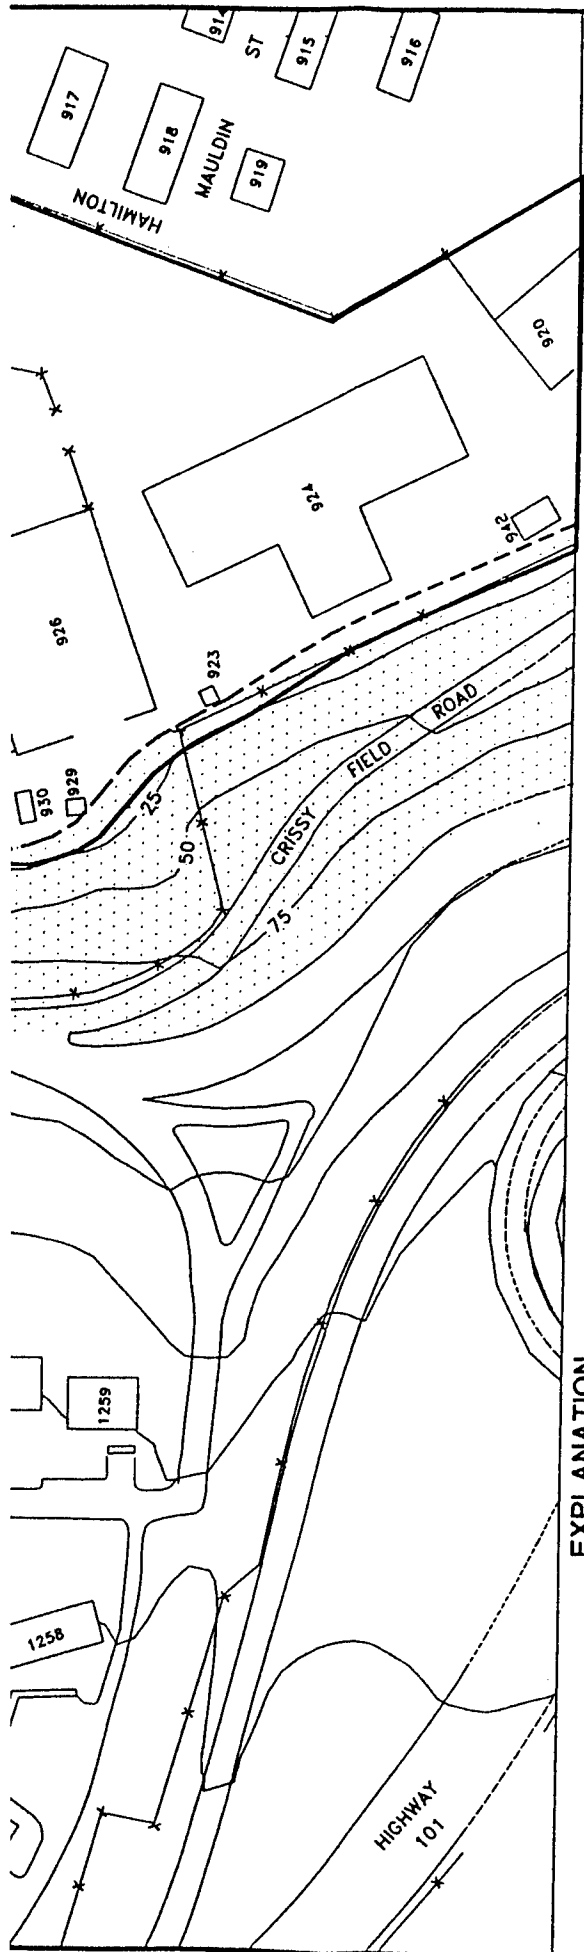 914
ST
915
916
917
918
MAULDIN
919
HAMILTON
920
924
942
926
923
930
929
25
50
CRISSY
FIELD
ROAD
75
1259
1258
HIGHWAY
101
EXPLANATION